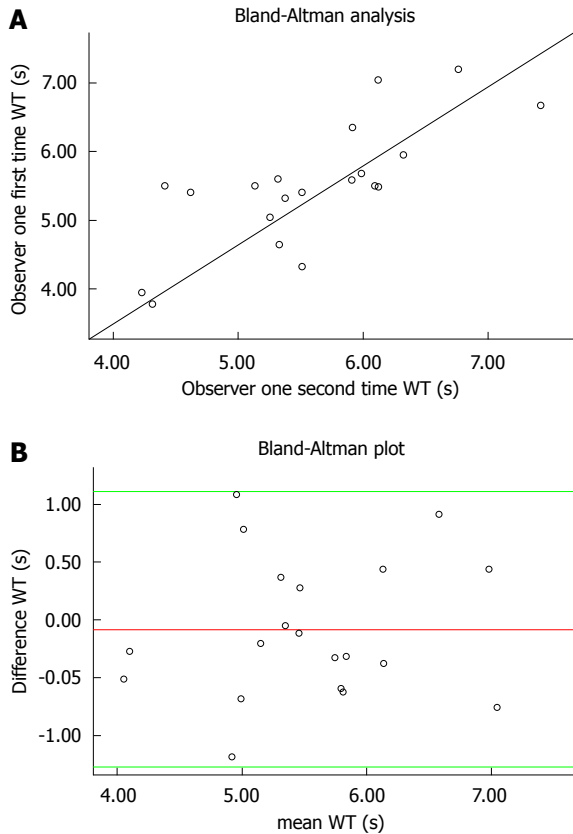 A
Bland-Altman analysis
Observer one first time WT (s)
7.00
6.00
5.00
4.00
4.00 5.00 6.00 7.00
Observer one second time WT (s)
B
Bland-Altman plot
Difference WT (s)
1.00
0.50
0.00
-0.05
-1.00
4.00 5.00 6.00 7.00
mean WT (s)